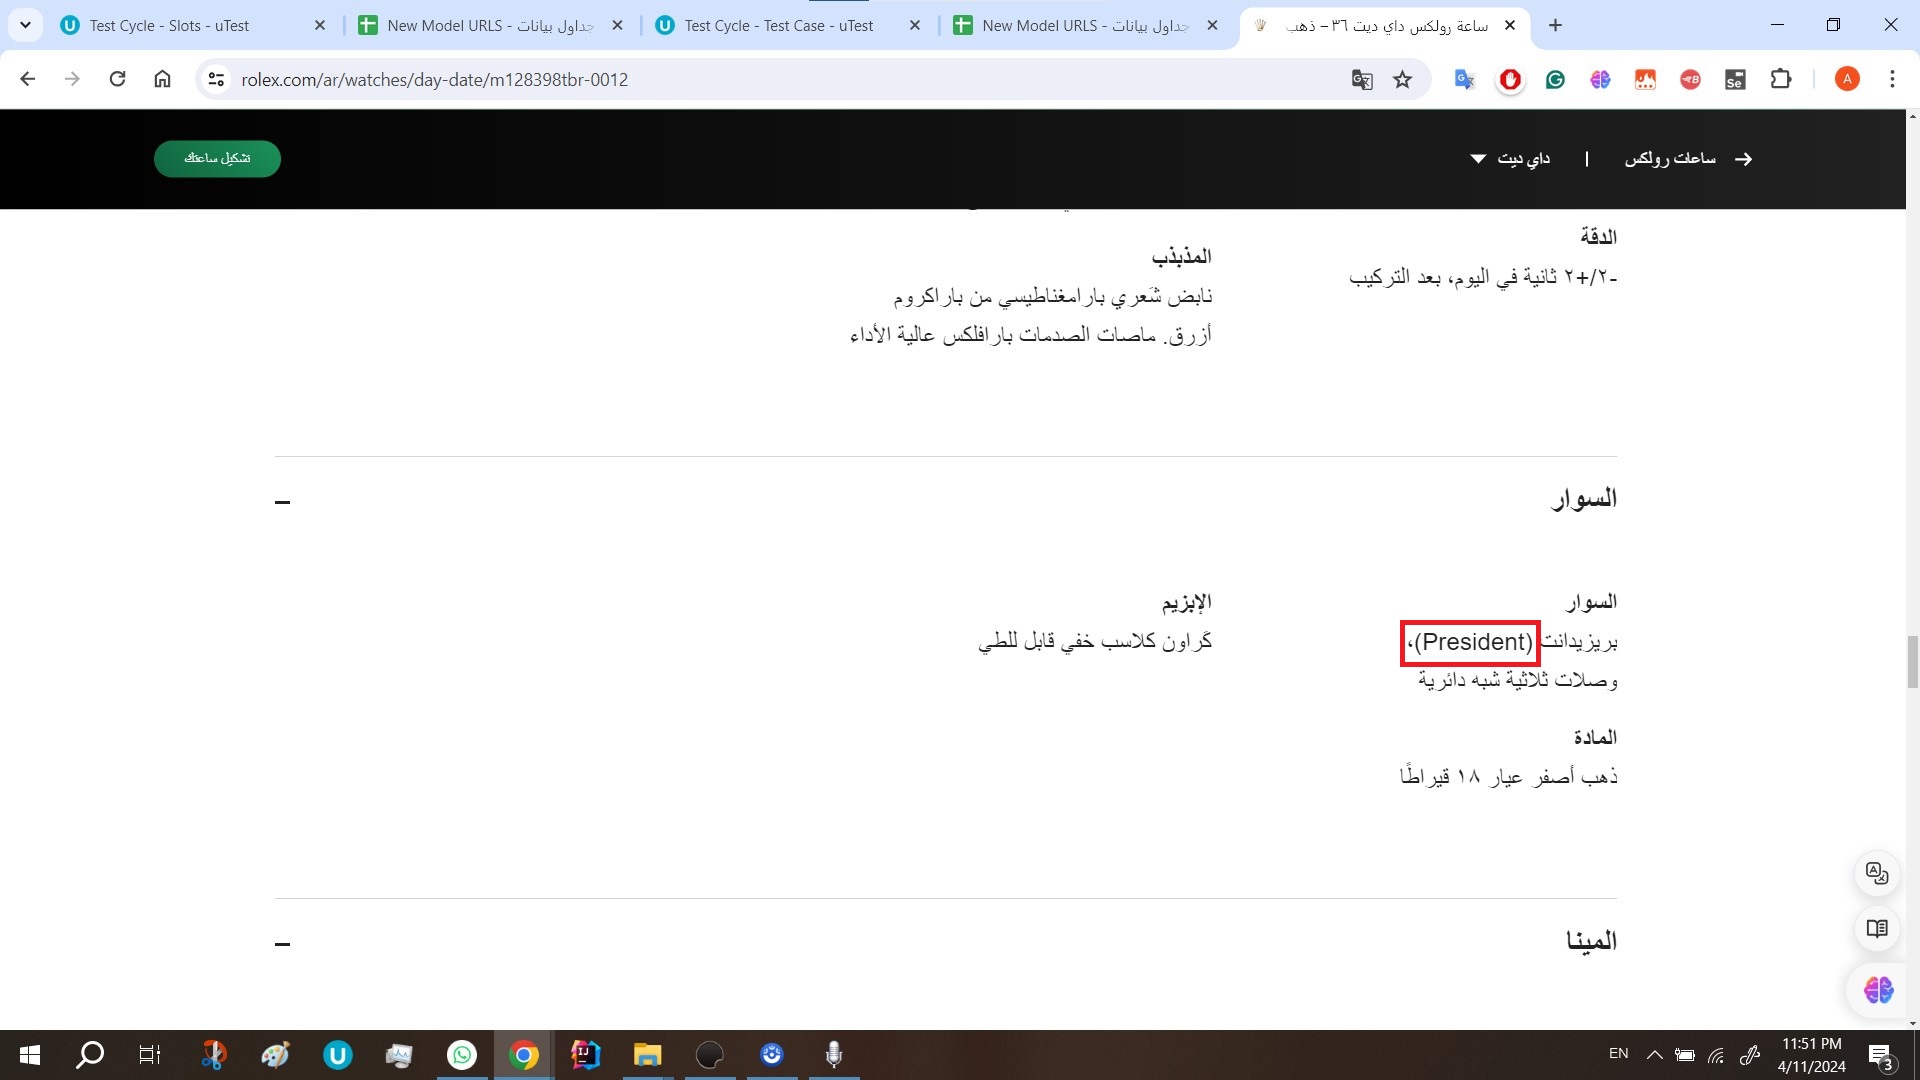 Test Cycle - Slots - uTest
New Model URLS - جداول بيانات
Test Cycle - Test Case - uTest
New Model URLS - جداول بيانات
ساعة رولكس داي ديت ٣٦ – ذهب
rolex.com/ar/watches/day-date/m128398tbr-0012
A
ساعات رولكس | داي ديت
تشكيل ساعتك
الدقة
-٢/+٢ ثانية في اليوم، بعد التركيب
المذبذب
نابض شَعري بارامغناطيسي من باراكروم
أزرق. ماصات الصدمات بارافلكس عالية الأداء
السوار
السوار
بريزيدانت (President)،
وصلات ثلاثية شبه دائرية
المادة
ذهب أصفر عيار ١٨ قيراطًا
الإبزيم
كَراون كلاسب خفي قابل للطي
المينا
EN
11:51 PM
4/11/2024
3